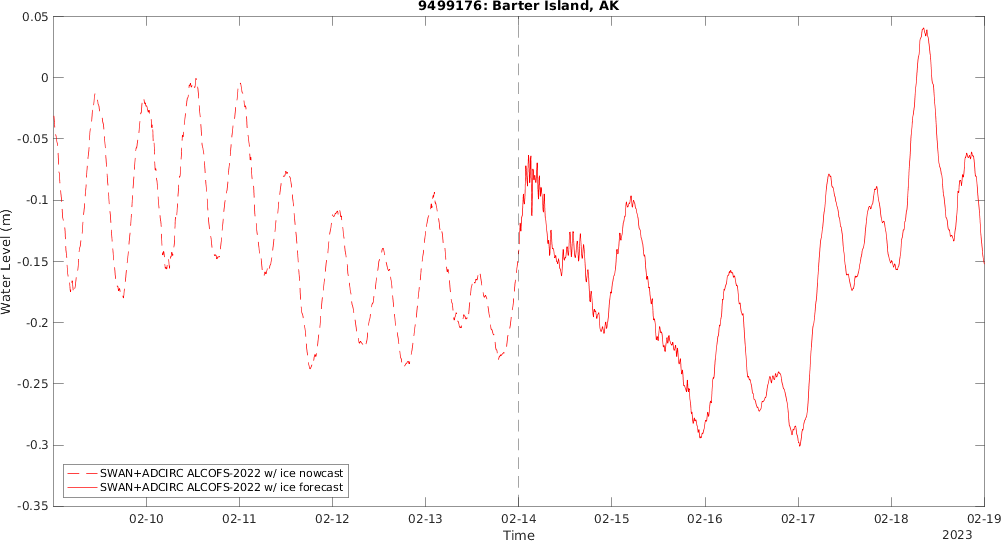 9499176: Barter Island, AK
Water Level (m)
0.05
0
-0.05
-0.1
-0.15
-0.2
-0.25
-0.3
-0.35
SWAN+ADCIRC ALCOFS-2022 w/ ice nowcast
SWAN+ADCIRC ALCOFS-2022 w/ ice forecast
02-10 02-11 02-12 02-13 02-14 02-15 02-16 02-17 02-18 02-19
Time
2023